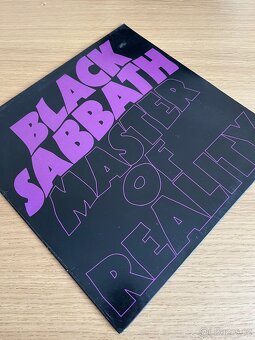 BLACK
SABBATH
MASTER
OF
REALITY